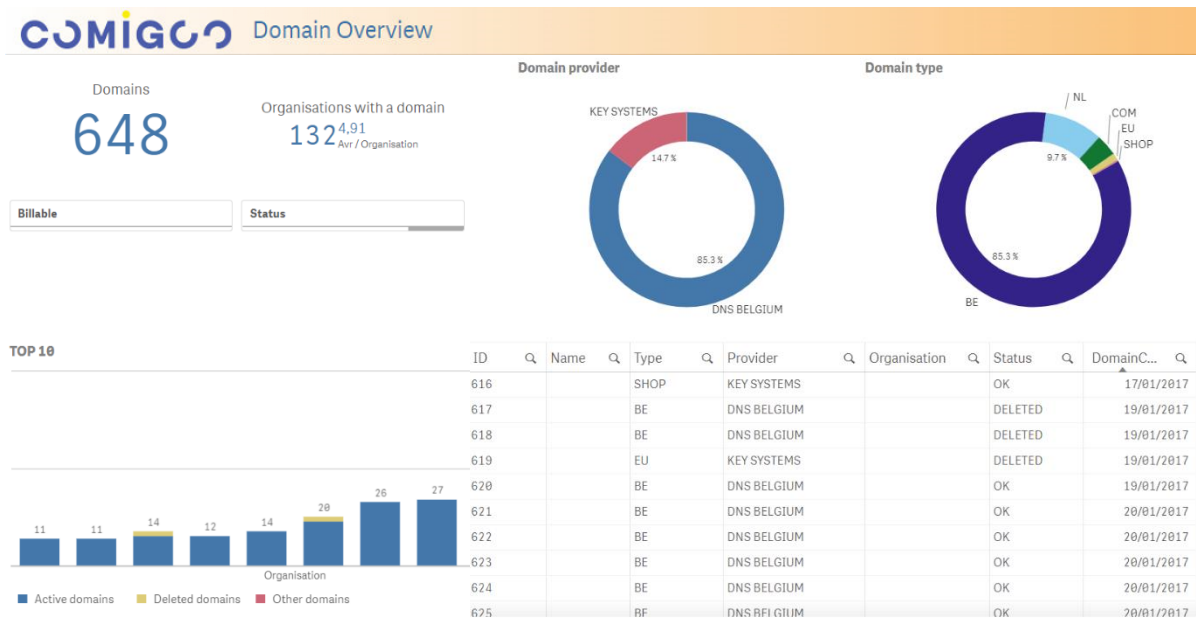 COMIGOO
Domain Overview
Domains
648
Organisations with a domain
132 4,91
Avr / Organisation
Billable
Status
Domain provider
KEY SYSTEMS
14.7 %
85.3 %
DNS BELGIUM
Domain type
NL
COM
EU
SHOP
9.7 %
85.3 %
BE
TOP 10
11 11 14 12 14 20 26 27
Organisation
Active domains Deleted domains Other domains
ID Name Type Provider Organisation Status DomainC...
616 SHOP KEY SYSTEMS OK 17/01/2017
617 BE DNS BELGIUM DELETED 19/01/2017
618 BE DNS BELGIUM DELETED 19/01/2017
619 EU KEY SYSTEMS DELETED 19/01/2017
620 BE DNS BELGIUM OK 19/01/2017
621 BE DNS BELGIUM OK 20/01/2017
622 BE DNS BELGIUM OK 20/01/2017
623 BE DNS BELGIUM OK 20/01/2017
624 BE DNS BELGIUM OK 20/01/2017
625 BE DNS BELGIUM OK 20/01/2017